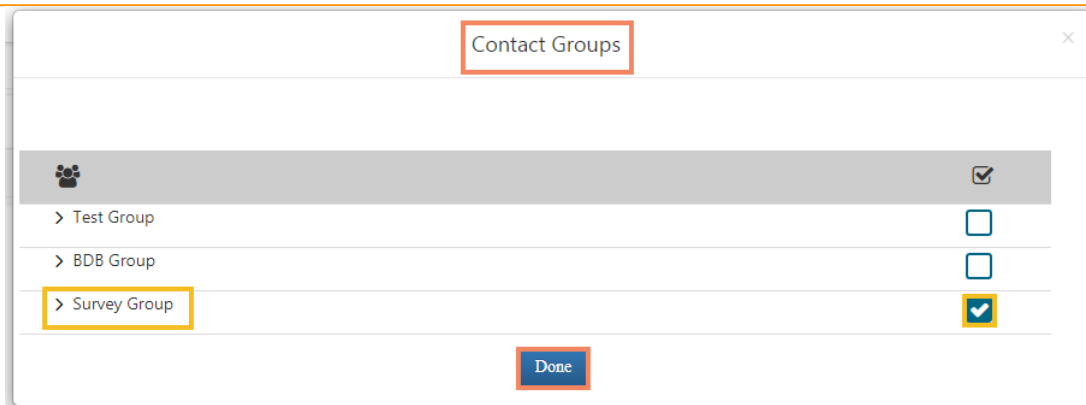 Contact Groups
Test Group
BDB Group
Survey Group
Done